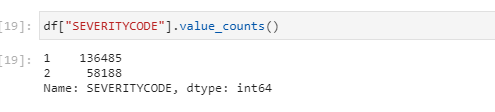 [19]: df["SEVERITYCODE"].value_counts()
[19]: 1 136485
2 58188
Name: SEVERITYCODE, dtype: int64